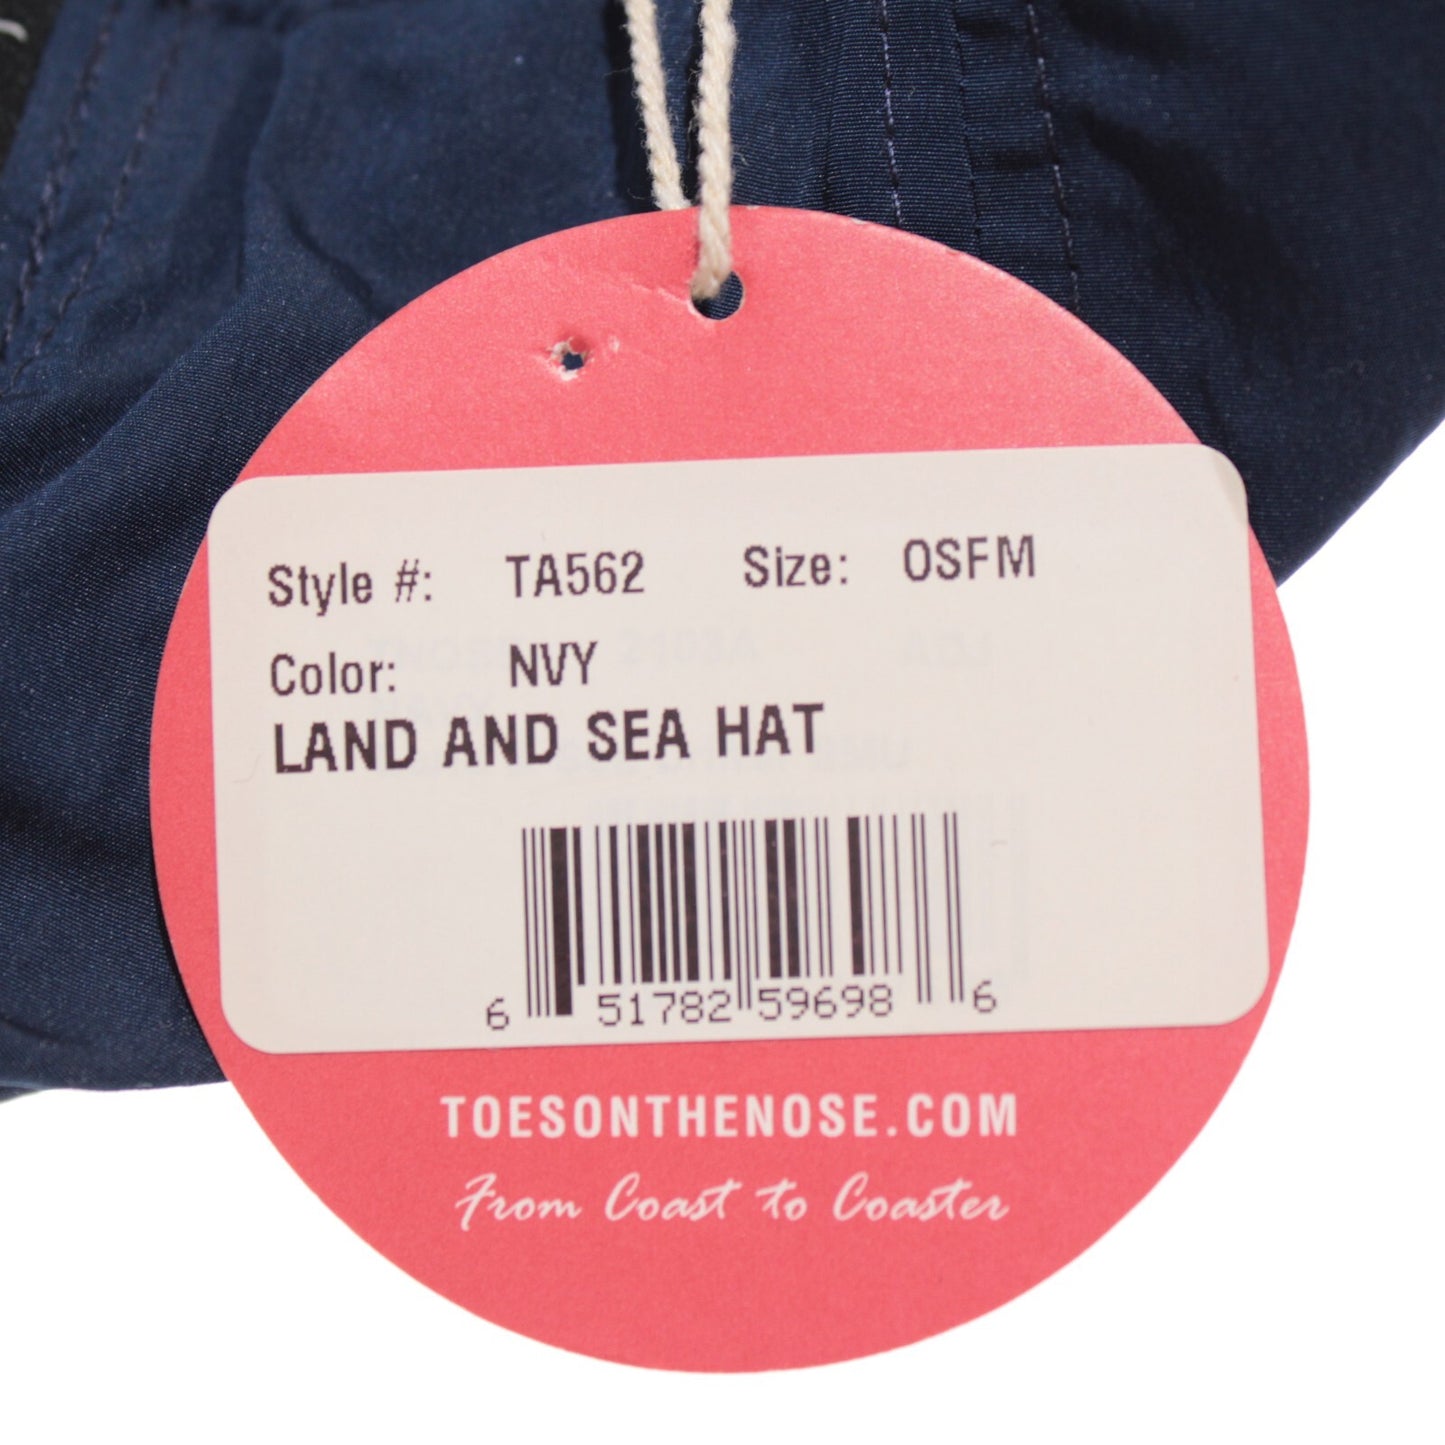 Style #: TA562 Size: OSFM
Color: NVY
LAND AND SEA HAT
6 51782 59698 6
TOESONTHENOSE.COM
From Coast to Coaster